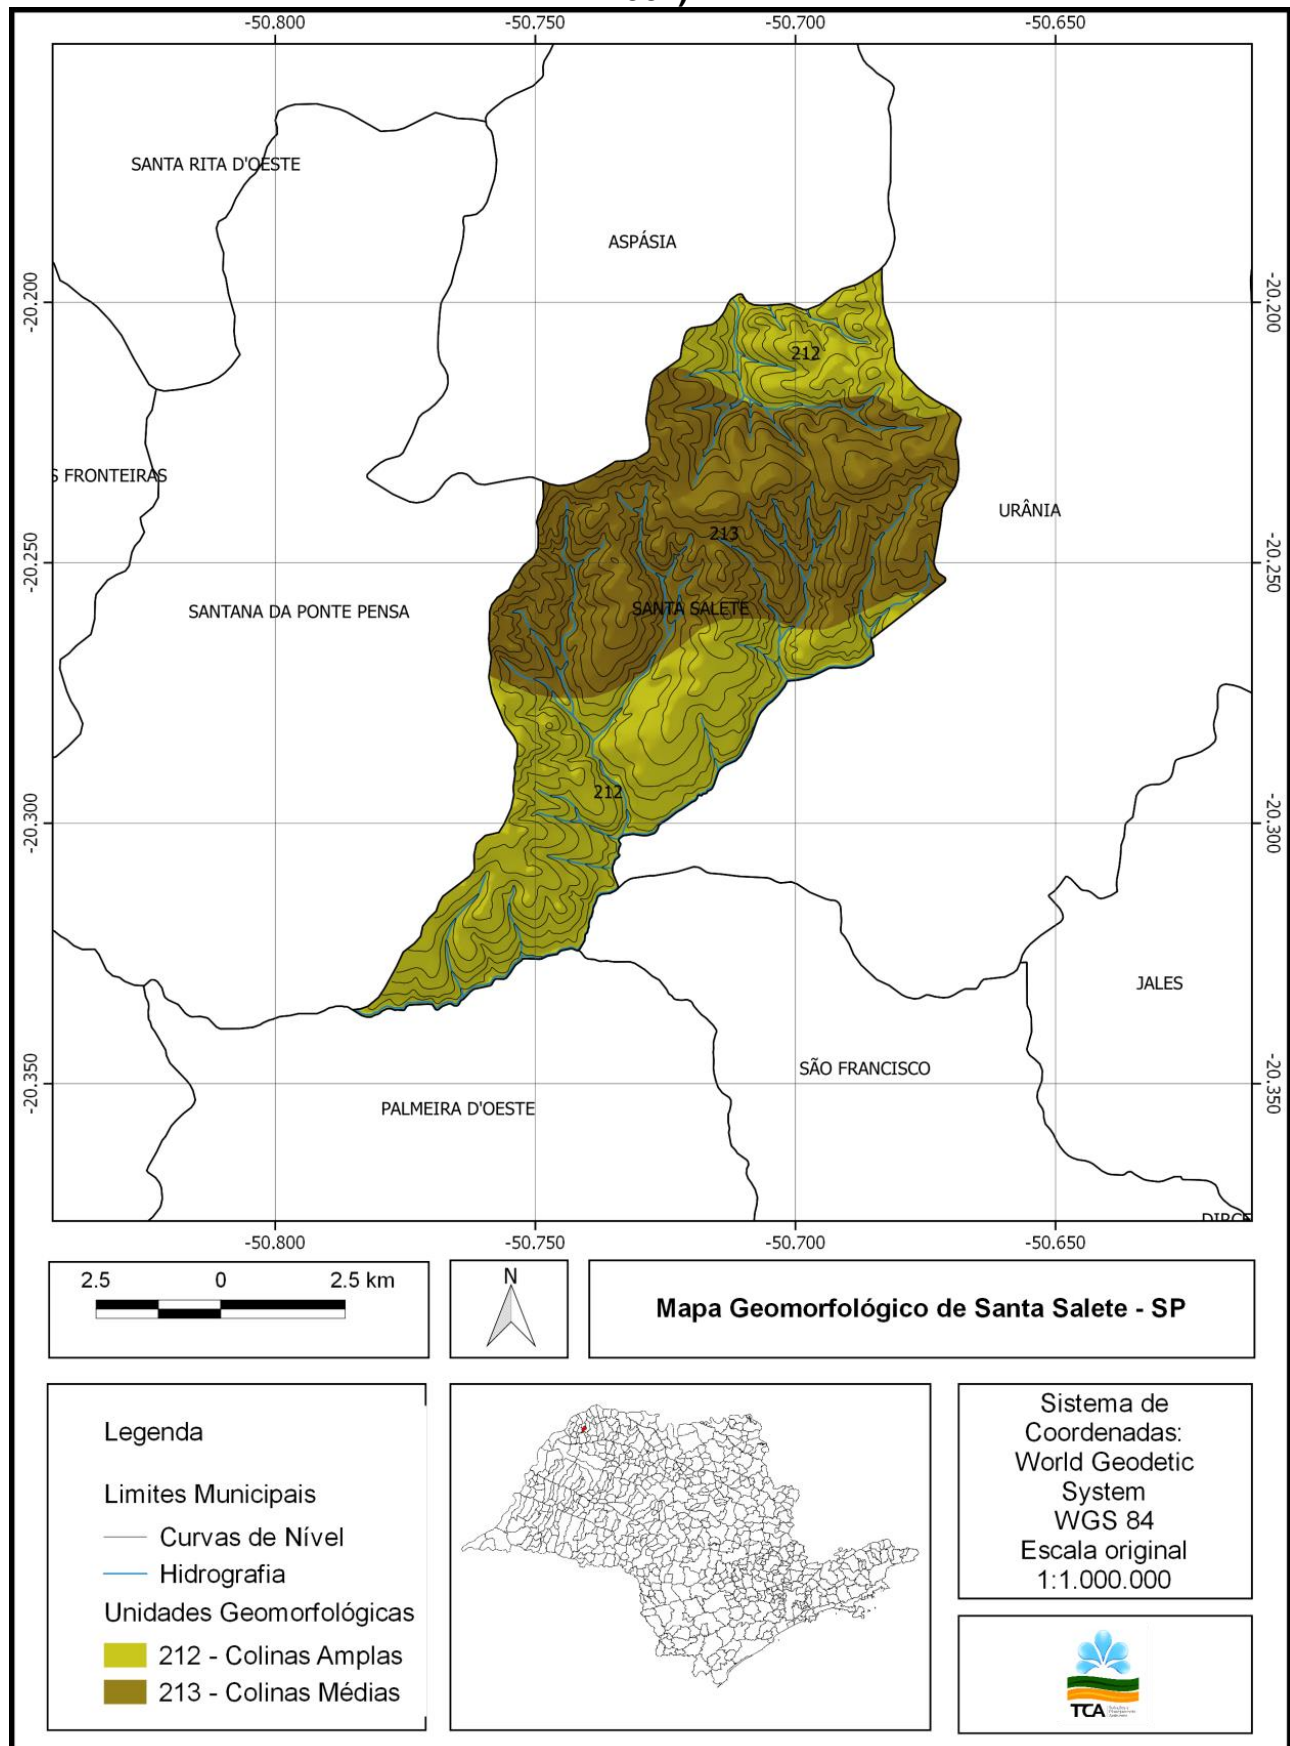 -50.800
-50.750
-50.700
-50.650
SANTA RITA D'OESTE
ASPÁSIA
-20.200
-20.200
212
S FRONTEIRAS
URÂNIA
213
-20.250
-20.250
SANTANA DA PONTE PENSA
SANTA SALETE
212
-20.300
-20.300
JALES
SÃO FRANCISCO
-20.350
-20.350
PALMEIRA D'OESTE
DIRCE
-50.800
-50.750
-50.700
-50.650
2.5 0 2.5 km
N
Mapa Geomorfológico de Santa Salete - SP
Legenda
Limites Municipais
Curvas de Nível
Hidrografia
Unidades Geomorfológicas
212 - Colinas Amplas
213 - Colinas Médias
Sistema de
Coordenadas:
World Geodetic
System
WGS 84
Escala original
1:1.000.000
TCA